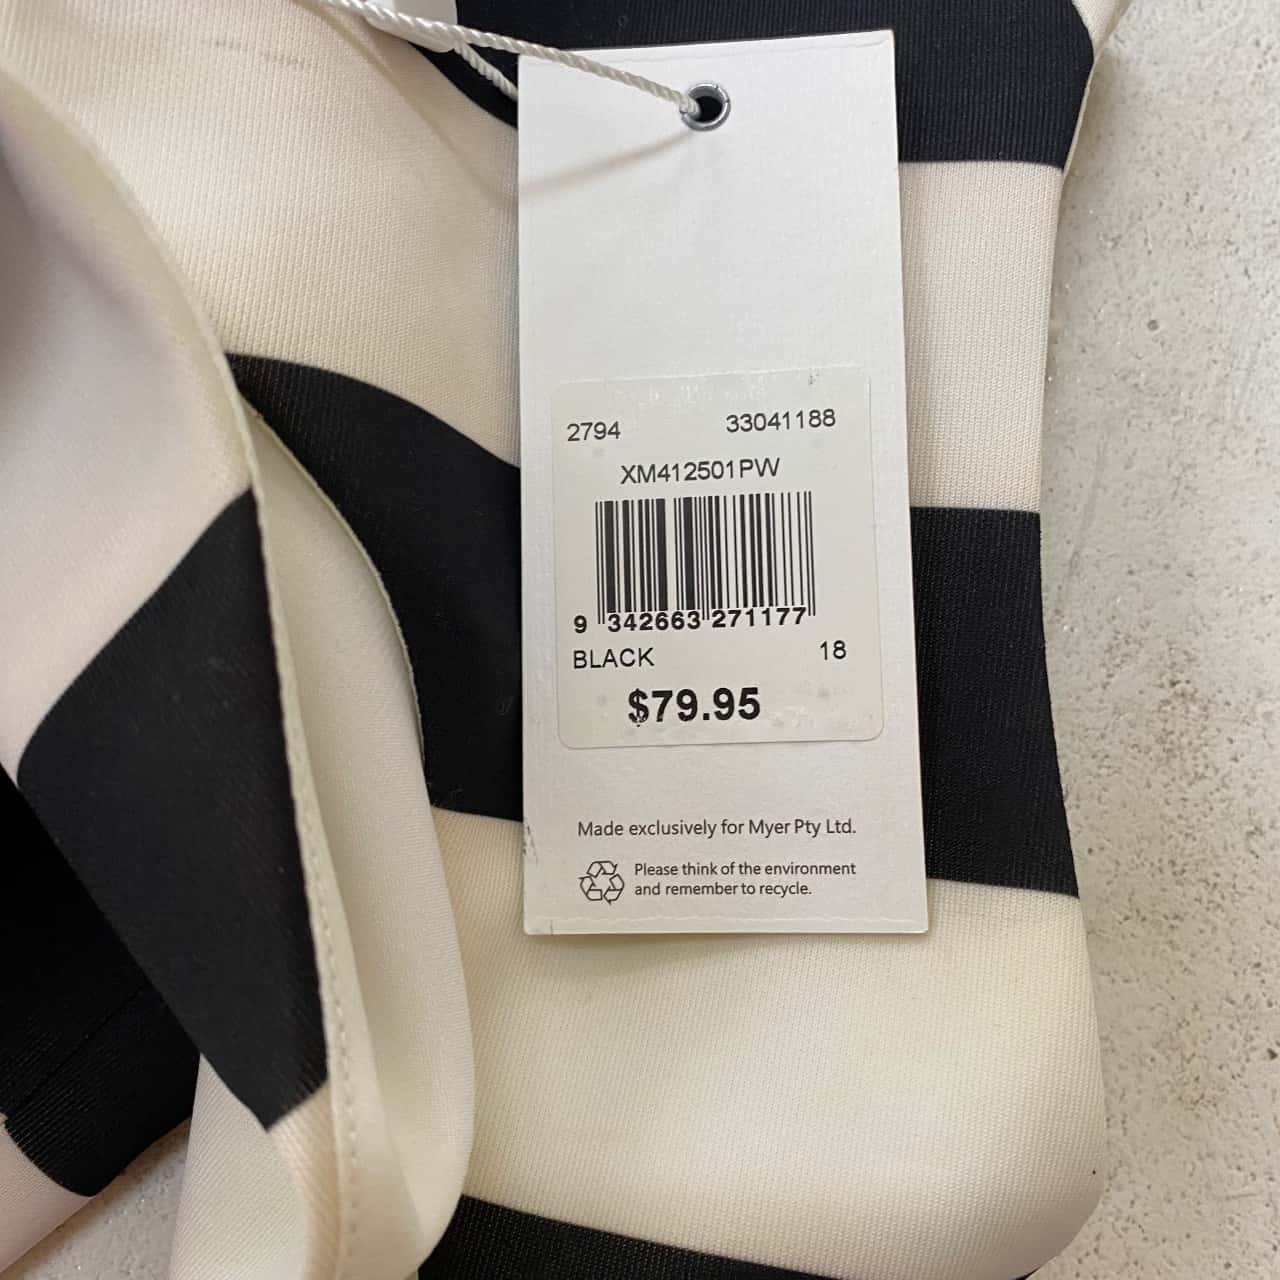 2794 33041188
XM412501PW
9 342663 271177
BLACK 18
$79.95
Made exclusively for Myer Pty Ltd.
Please think of the environment
and remember to recycle.